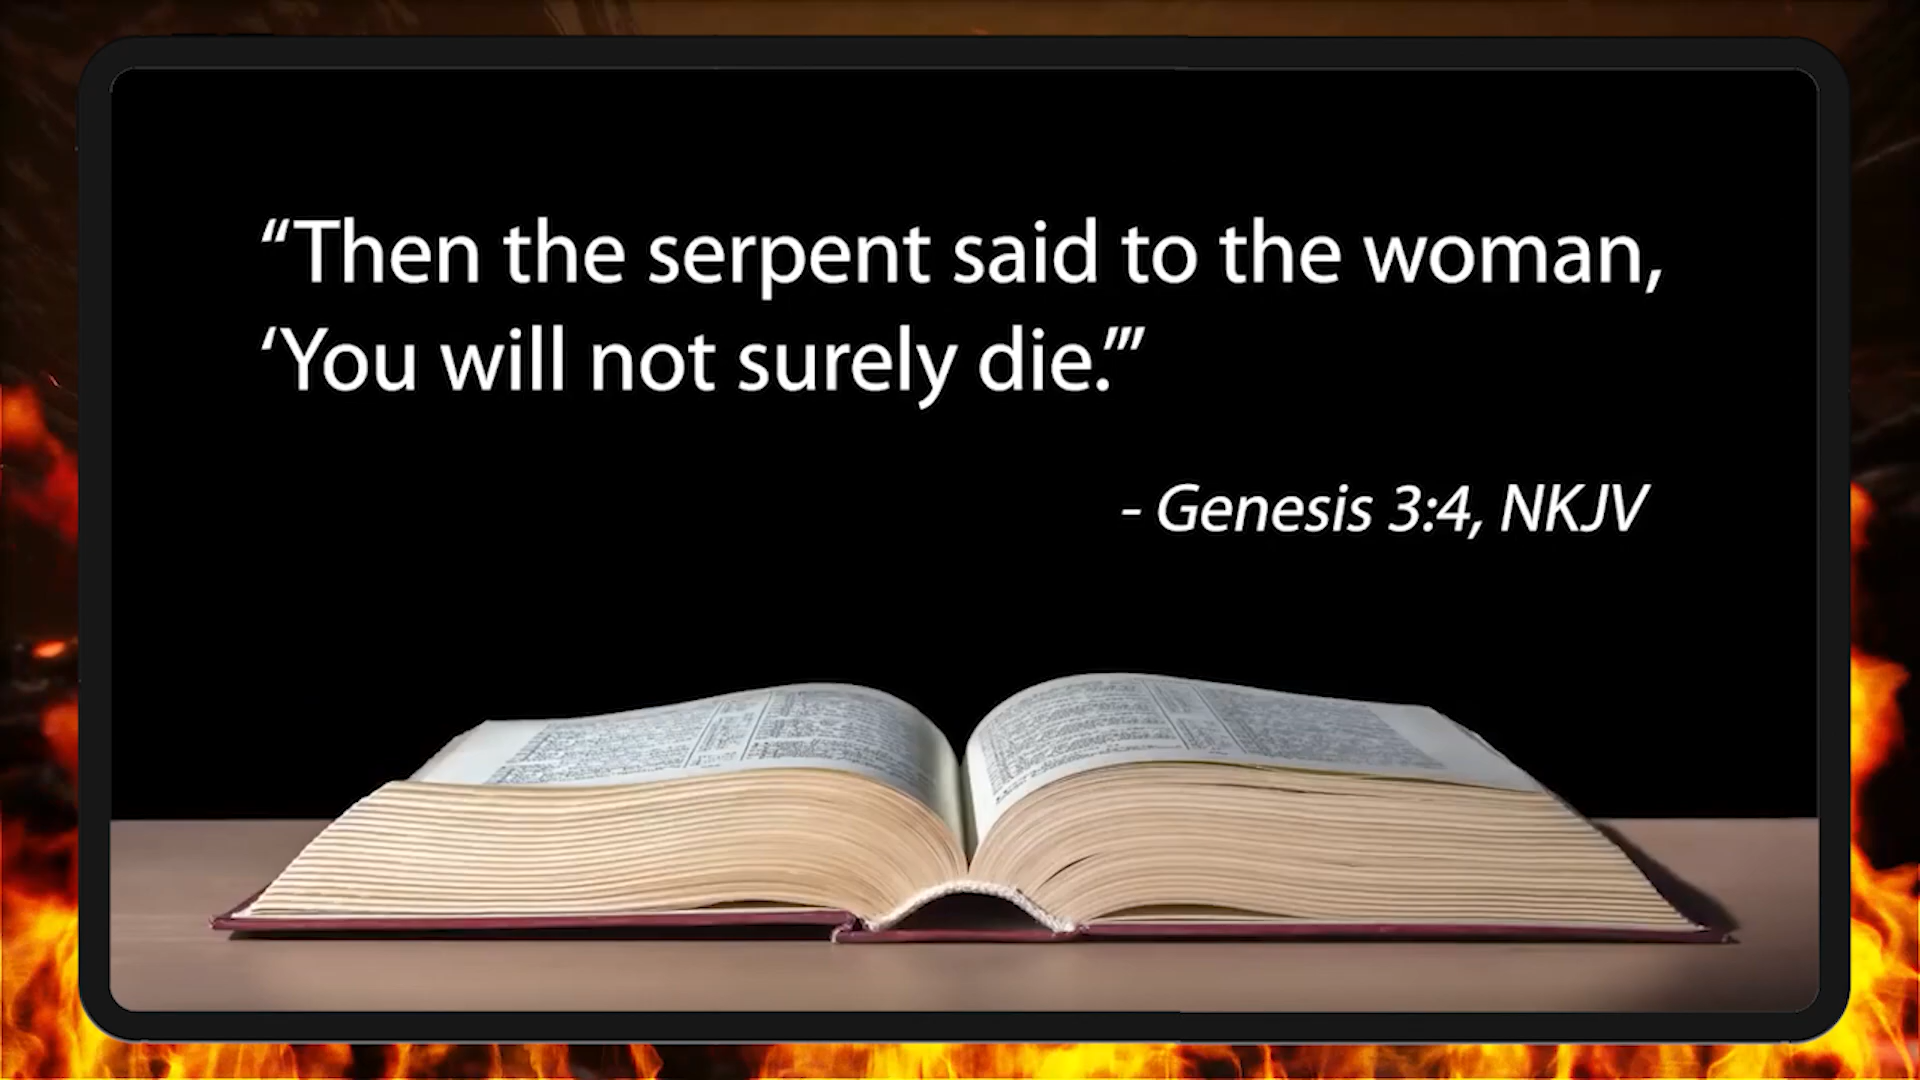 “Then the serpent said to the woman,
‘You will not surely die.’”
- Genesis 3:4, NKJV